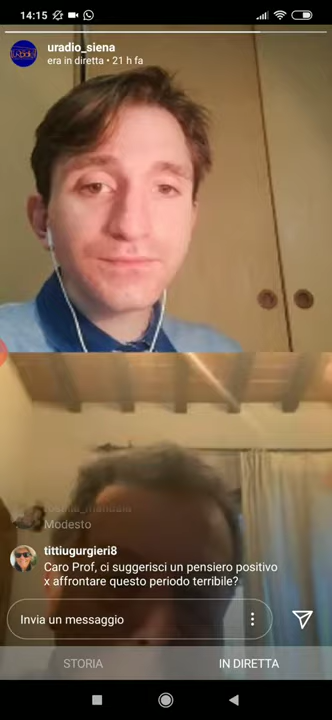 14:15
uradio_siena
era in diretta • 21 h fa
Modesto
tittiugurgieri8
Caro Prof, ci suggerisci un pensiero positivo
x affrontare questo periodo terribile?
Invia un messaggio
STORIA
IN DIRETTA